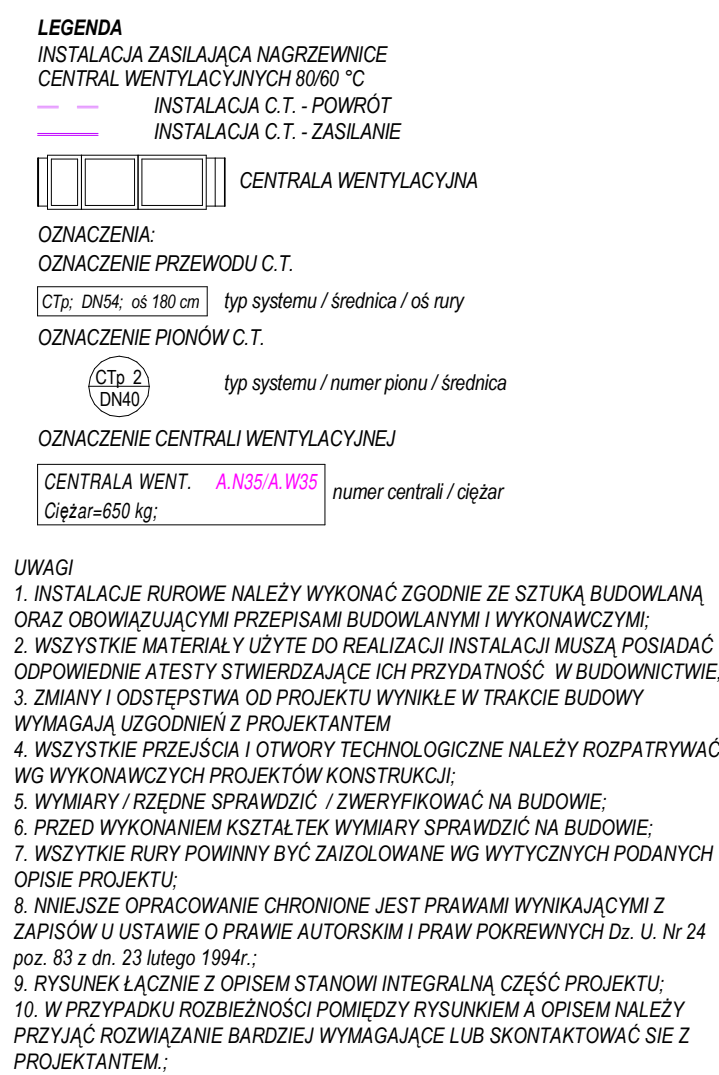 LEGENDA
INSTALACJA ZASILAJĄCA NAGRZEWNICE
CENTRAL WENTYLACYJNYCH 80/60 °C
INSTALACJA C.T. - POWRÓT
INSTALACJA C.T. - ZASILANIE
CENTRALA WENTYLACYJNA
OZNACZENIA:
OZNACZENIE PRZEWODU C.T.
CTp; DN54; oś 180 cm typ systemu / średnica / oś rury
OZNACZENIE PIONÓW C.T.
CTp 2
DN40
typ systemu / numer pionu / średnica
OZNACZENIE CENTRALI WENTYLACYJNEJ
CENTRALA WENT. A.N35/A.W35
Ciężar=650 kg;
numer centrali / ciężar
UWAGI
1. INSTALACJE RUROWE NALEŻY WYKONAĆ ZGODNIE ZE SZTUKĄ BUDOWLANĄ
ORAZ OBOWIĄZUJĄCYMI PRZEPISAMI BUDOWLANYMI I WYKONAWCZYMI;
2. WSZYSTKIE MATERIAŁY UŻYTE DO REALIZACJI INSTALACJI MUSZĄ POSIADAĆ
ODPOWIEDNIE ATESTY STWIERDZAJĄCE ICH PRZYDATNOŚĆ W BUDOWNICTWIE,
3. ZMIANY I ODSTĘPSTWA OD PROJEKTU WYNIKŁE W TRAKCIE BUDOWY
WYMAGAJĄ UZGODNIEŃ Z PROJEKTANTEM
4. WSZYSTKIE PRZEJŚCIA I OTWORY TECHNOLOGICZNE NALEŻY ROZPATRYWAĆ
WG WYKONAWCZYCH PROJEKTÓW KONSTRUKCJI;
5. WYMIARY / RZĘDNE SPRAWDZIĆ / ZWERYFIKOWAĆ NA BUDOWIE;
6. PRZED WYKONANIEM KSZTAŁTEK WYMIARY SPRAWDZIĆ NA BUDOWIE;
7. WSZYTKIE RURY POWINNY BYĆ ZAIZOLOWANE WG WYTYCZNYCH PODANYCH
OPISIE PROJEKTU;
8. NNIEJSZE OPRACOWANIE CHRONIONE JEST PRAWAMI WYNIKAJĄCYMI Z
ZAPISÓW U USTAWIE O PRAWIE AUTORSKIM I PRAW POKREWNYCH Dz. U. Nr 24
poz. 83 z dn. 23 lutego 1994r.;
9. RYSUNEK ŁĄCZNIE Z OPISEM STANOWI INTEGRALNĄ CZĘŚĆ PROJEKTU;
10. W PRZYPADKU ROZBIEŻNOŚCI POMIĘDZY RYSUNKIEM A OPISEM NALEŻY
PRZYJĄĆ ROZWIĄZANIE BARDZIEJ WYMAGAJĄCE LUB SKONTAKTOWAĆ SIE Z
PROJEKTANTEM.;